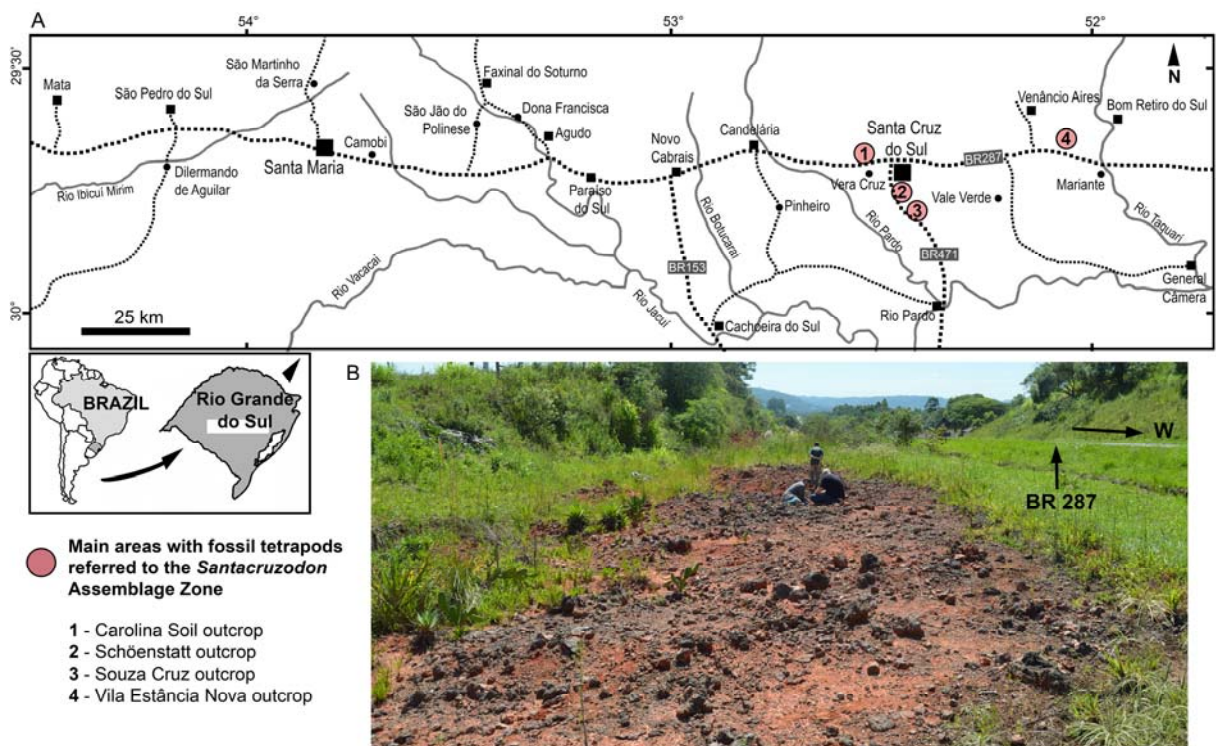 A
54°
53°
52°
29°30'
30°
N
Mata
São Pedro do Sul
São Martinho
da Serra
Santa Maria
Camobi
Dilermando
de Aguilar
Rio Ibicuí Mirim
Faxinal do Soturno
São Jão do
Polinese
Dona Francisca
Agudo
Paraíso
do Sul
Novo
Cabrais
Candelária
Pinheiro
Rio Botucaraí
Rio Vacacaí
Rio Jacuí
BR153
Cachoeira do Sul
Rio Pardo
1
Vera Cruz
Santa Cruz
do Sul
2
3
BR471
Rio Pardo
BR287
Vale Verde
Venâncio Aires
4
Bom Retiro do Sul
Mariante
Rio Taquari
General
Câmera
25 km
BRAZIL
Rio Grande
do Sul
Main areas with fossil tetrapods
referred to the Santacruzodon
Assemblage Zone
1 - Carolina Soil outcrop
2 - Schöenstatt outcrop
3 - Souza Cruz outcrop
4 - Vila Estância Nova outcrop
B
W
BR 287